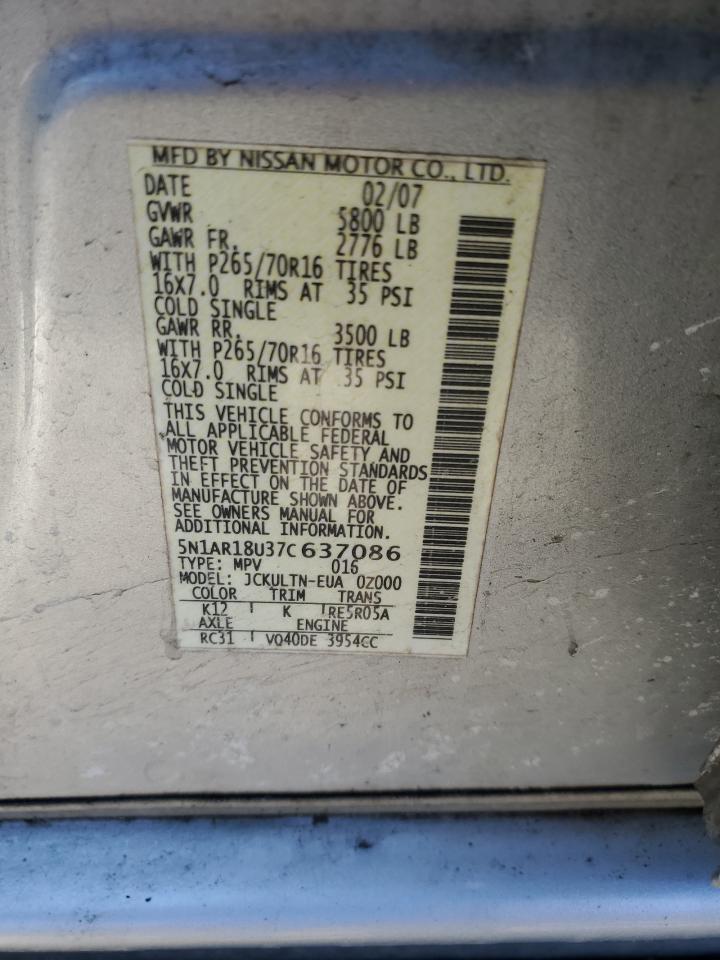 MFD BY NISSAN MOTOR CO., LTD.
DATE 02/07
GVWR 5800 LB
GAWR FR. 2776 LB
WITH P265/70R16 TIRES
16X7.0 RIMS AT 35 PSI
COLD SINGLE
GAWR RR. 3500 LB
WITH P265/70R16 TIRES
16X7.0 RIMS AT 35 PSI
COLD SINGLE
THIS VEHICLE CONFORMS TO
ALL APPLICABLE FEDERAL
MOTOR VEHICLE SAFETY AND
THEFT PREVENTION STANDARDS
IN EFFECT ON THE DATE OF
MANUFACTURE SHOWN ABOVE.
SEE OWNERS MANUAL FOR
ADDITIONAL INFORMATION.
5N1AR18U37C637086
TYPE: MPV 016
MODEL: JCKULTN-EUA 0Z000
COLOR TRIM TRANS
K12 K RE5R05A
AXLE ENGINE
RC31 VQ40DE 3954CC